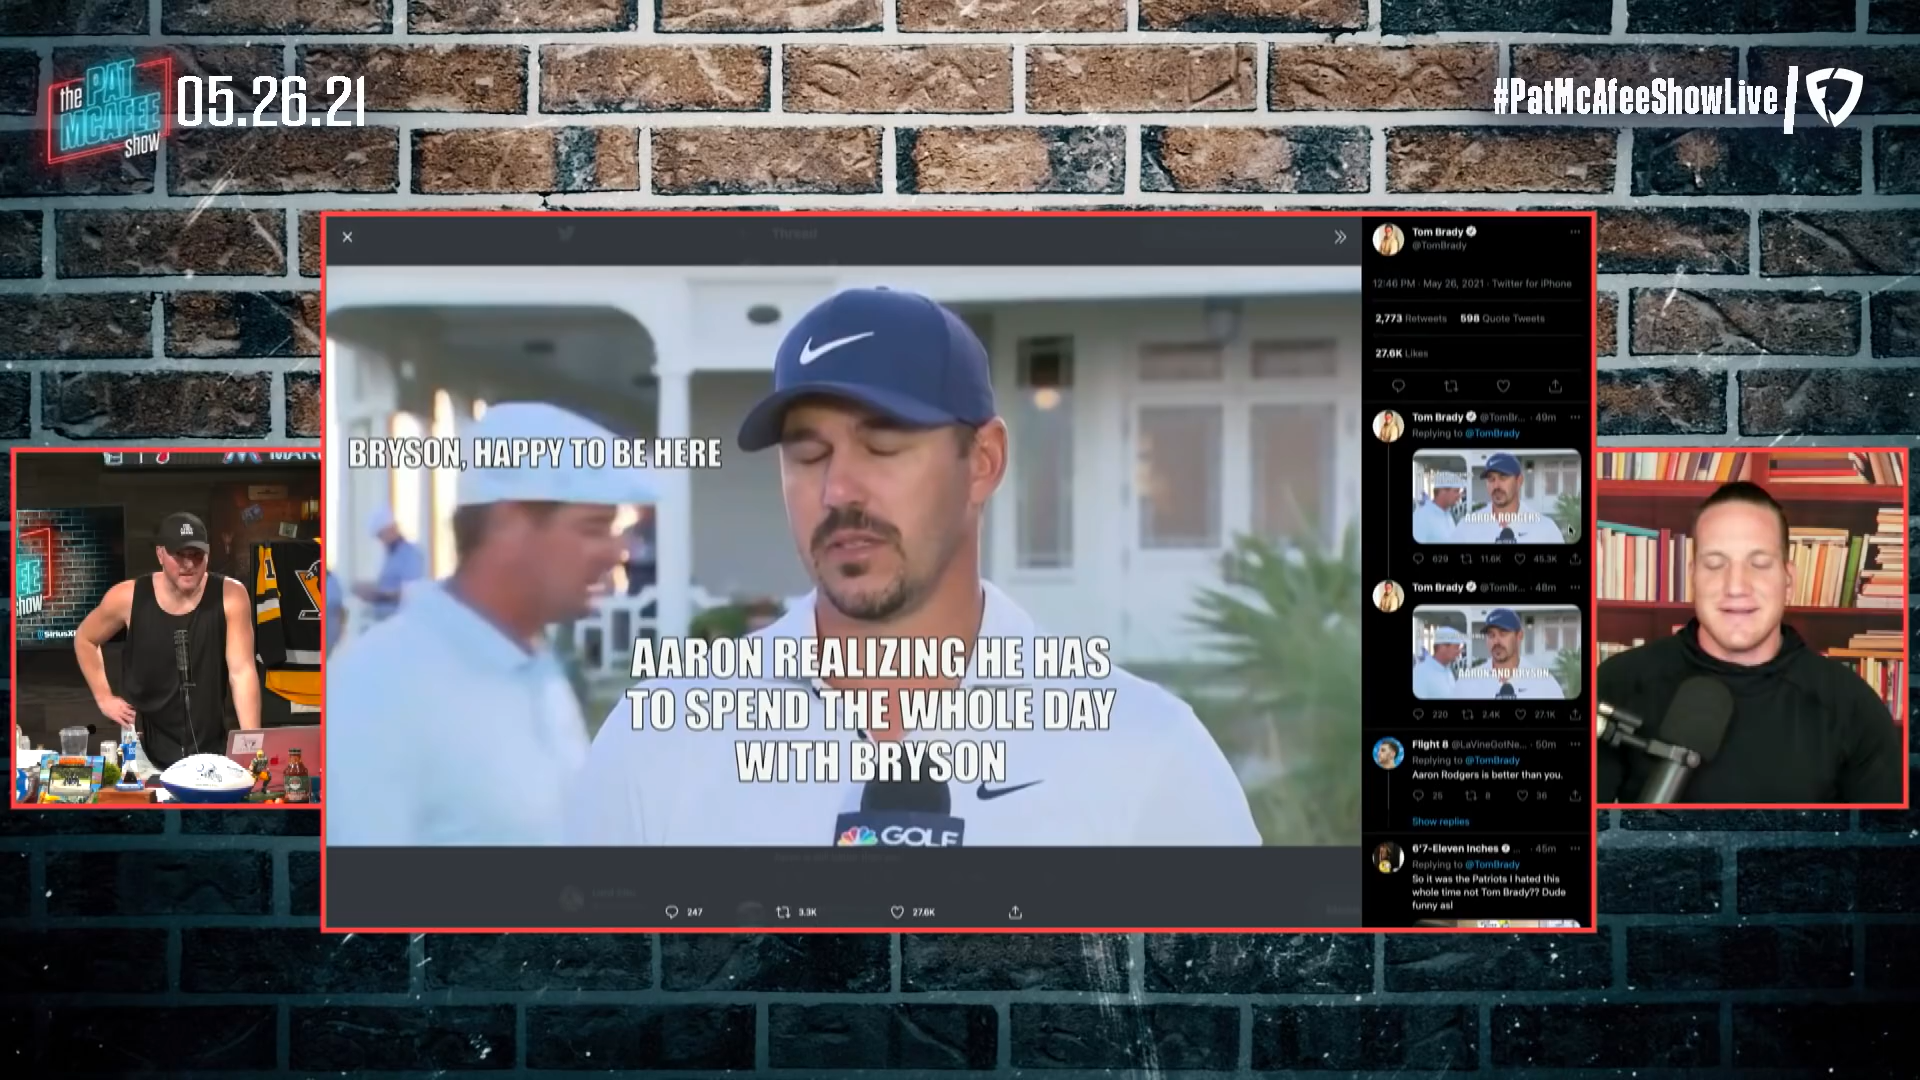 the PAT MCAFEE show
05.26.21
#PatMcAfeeShowLive
Thread
BRYSON, HAPPY TO BE HERE
AARON REALIZING HE HAS
TO SPEND THE WHOLE DAY
WITH BRYSON
GOLF
247
3.3K
27.6K
Tom Brady
@TomBrady
12:46 PM · May 26, 2021 · Twitter for iPhone
2,773 Retweets 598 Quote Tweets
27.6K Likes
Tom Brady @TomBr... · 49m
Replying to @TomBrady
AARON RODGERS
629 11.6K 45.3K
Tom Brady @TomBr... · 48m
AARON AND BRYSON
220 2.4K 27.1K
Flight 8 @LaVineGotNe... · 50m
Replying to @TomBrady
Aaron Rodgers is better than you.
25 8 36
Show replies
6'7-Eleven Inches ... · 45m
Replying to @TomBrady
So it was the Patriots I hated this
whole time not Tom Brady?? Dude
funny asl
SiriusX